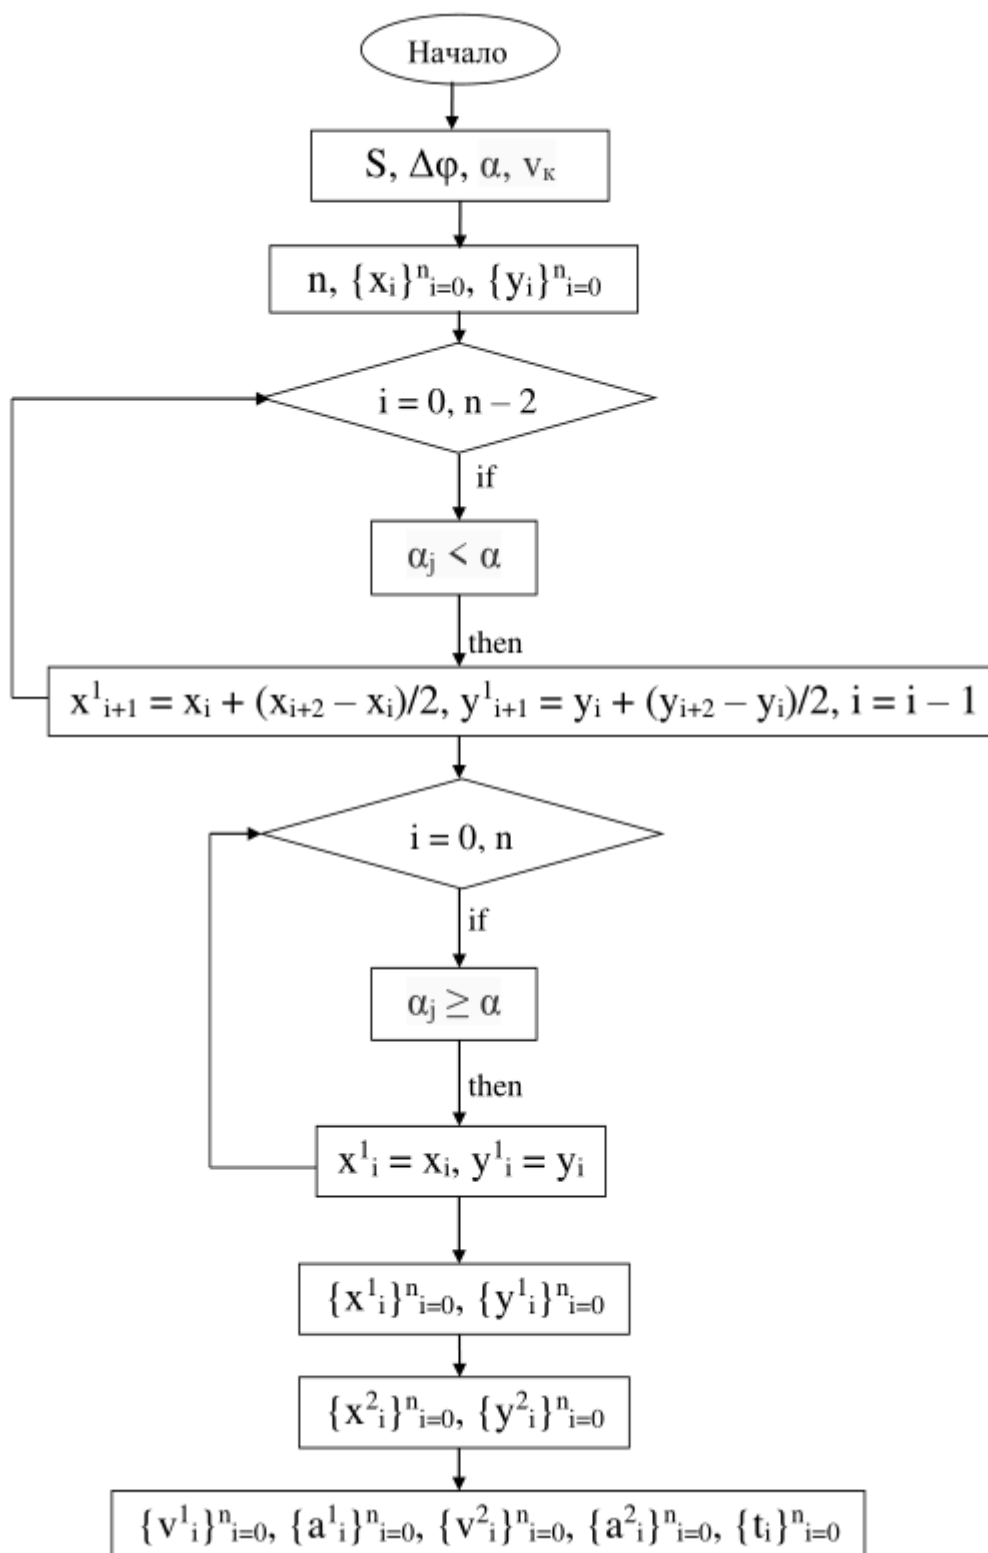 Начало
S, Δφ, α, vк
n, {xᵢ}ⁿᵢ₌₀, {yᵢ}ⁿᵢ₌₀
i = 0, n – 2
if
αⱼ < α
then
x¹ᵢ₊₁ = xᵢ + (xᵢ₊₂ – xᵢ)/2, y¹ᵢ₊₁ = yᵢ + (yᵢ₊₂ – yᵢ)/2, i = i – 1
i = 0, n
if
αⱼ ≥ α
then
x¹ᵢ = xᵢ, y¹ᵢ = yᵢ
{x¹ᵢ}ⁿᵢ₌₀, {y¹ᵢ}ⁿᵢ₌₀
{x²ᵢ}ⁿᵢ₌₀, {y²ᵢ}ⁿᵢ₌₀
{v¹ᵢ}ⁿᵢ₌₀, {a¹ᵢ}ⁿᵢ₌₀, {v²ᵢ}ⁿᵢ₌₀, {a²ᵢ}ⁿᵢ₌₀, {tᵢ}ⁿᵢ₌₀